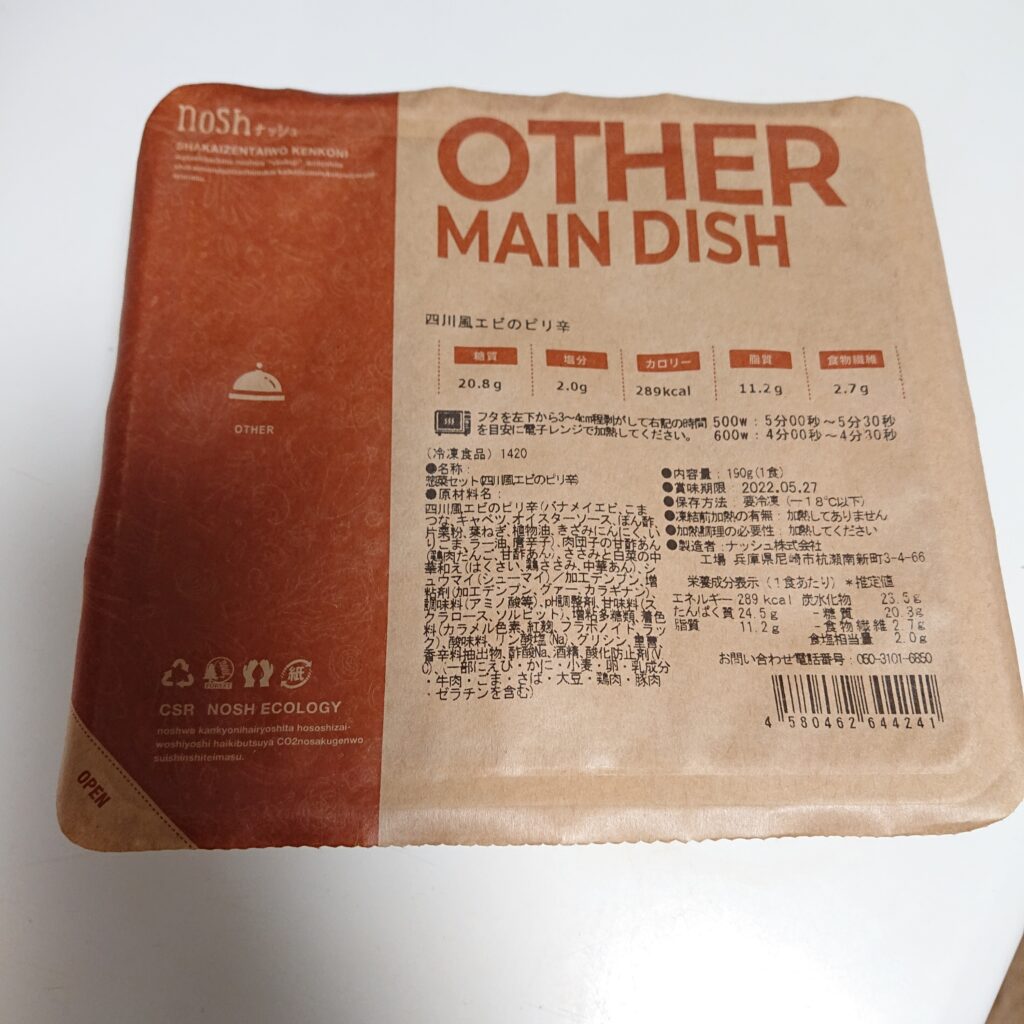 nosh ナッシュ
SHAKAIZENTAIWO KENKONI
OTHER
MAIN DISH
四川風エビのピリ辛
糖質 塩分 カロリー 脂質 食物繊維
20.8g 2.0g 289kcal 11.2g 2.7g
フタを左下から3~4cm程剝がして右記の時間
を目安に電子レンジで加熱してください。
500w : 5分00秒~5分30秒
600w : 4分00秒~4分30秒
OTHER
(冷凍食品) 1420
●名称:
惣菜セット(四川風エビのピリ辛)
●原材料名:
四川風エビのピリ辛(バナメイエビ、こま
つな、キャベツ、オイスターソース、ぽん酢、
片栗粉、葉ねぎ、植物油、きざみにんにく、い
りごま、ラー油、唐辛子)、肉団子の甘酢あん
(鶏肉だんご、甘酢あん)、ささみと白菜の中
華和え(はくさい、鶏ささみ、中華あん)、シ
ュウマイ(シューマイ)/加工デンプン、増
粘剤(加工デンプン、グァー、カラギナン)、
調味料(アミノ酸等)、pH調整剤、甘味料(ス
クラロース、ソルビット)、増粘多糖類、着色
料(カラメル色素、紅麹、フラボノイド、ラッ
ク)、酸味料、リン酸塩(Na)、グリシン、重曹、
香辛料抽出物、酢酸Na、酒精、酸化防止剤(V.
C)、(一部にえび・かに・小麦・卵・乳成分
・牛肉・ごま・さば・大豆・鶏肉・豚肉
・ゼラチンを含む)
●内容量: 190g(1食)
●賞味期限: 2022.05.27
●保存方法: 要冷凍(-18℃以下)
●凍結前加熱の有無: 加熱してありません
●加熱調理の必要性: 加熱してください
●製造者: ナッシュ株式会社
工場 兵庫県尼崎市杭瀬南新町3-4-66
栄養成分表示(1食あたり) *推定値
エネルギー 289 kcal 炭水化物 23.5g
たんぱく質 24.5g -糖質 20.8g
脂質 11.2g -食物繊維 2.7g
食塩相当量 2.0g
お問い合わせ電話番号: 050-3101-6850
4 580462 644241
紙
CSR NOSH ECOLOGY
noshwa kankyonihairyoshita hososhizai-
woshiyoshi haikibutsuya CO2nosakugenwo
suishinshiteimasu.
OPEN